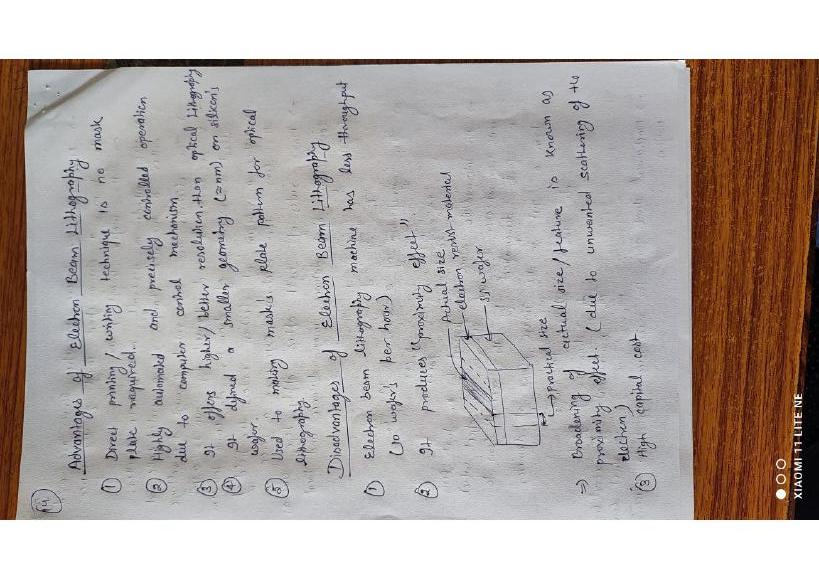 14
Advantages of Electron Beam Lithography
① Direct printing/writing technique is no mask
plate required.
② Highly automated and precisely controlled operation
due to computer control mechanism
③ It offers higher/better resolution than optical Lithography
④ It defined a smaller geometry (≈nm) on silicon's
wafer.
⑤ Used to making mask's plate pattern for optical
lithography.
Disadvantages of Electron Beam Lithography
① Electron beam lithography machine has less throughput
(10 wafer's per hour)
② It produces "proximity effect"
Actual size
electron resist material
Si wafer
→ practical size
⇒ Broadening of actual size/feature is known as
proximity effect. (due to unwanted scattering of the
electron)
③ High capital cost
XIAOMI 11 LITE NE